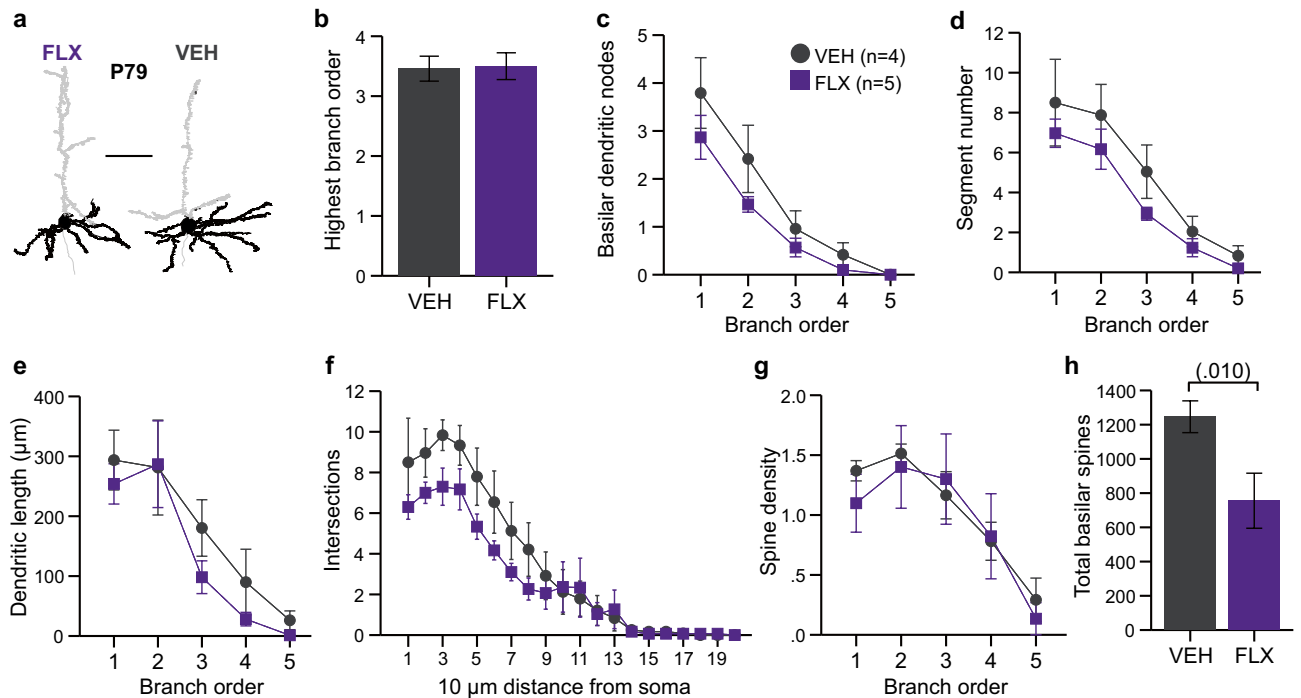 a
FLX
P79
VEH
b
Highest branch order
4
3
2
1
0
VEH
FLX
c
Basilar dendritic nodes
5
4
3
2
1
0
VEH (n=4)
FLX (n=5)
1 2 3 4 5
Branch order
d
Segment number
12
10
8
6
4
2
0
1 2 3 4 5
Branch order
e
Dendritic length (µm)
400
300
200
100
0
1 2 3 4 5
Branch order
f
Intersections
12
10
8
6
4
2
0
1 3 5 7 9 11 13 15 17 19
10 µm distance from soma
g
Spine density
2.0
1.5
1.0
.5
.0
1 2 3 4 5
Branch order
h
(.010)
Total basilar spines
1400
1200
1000
800
600
400
200
0
VEH
FLX